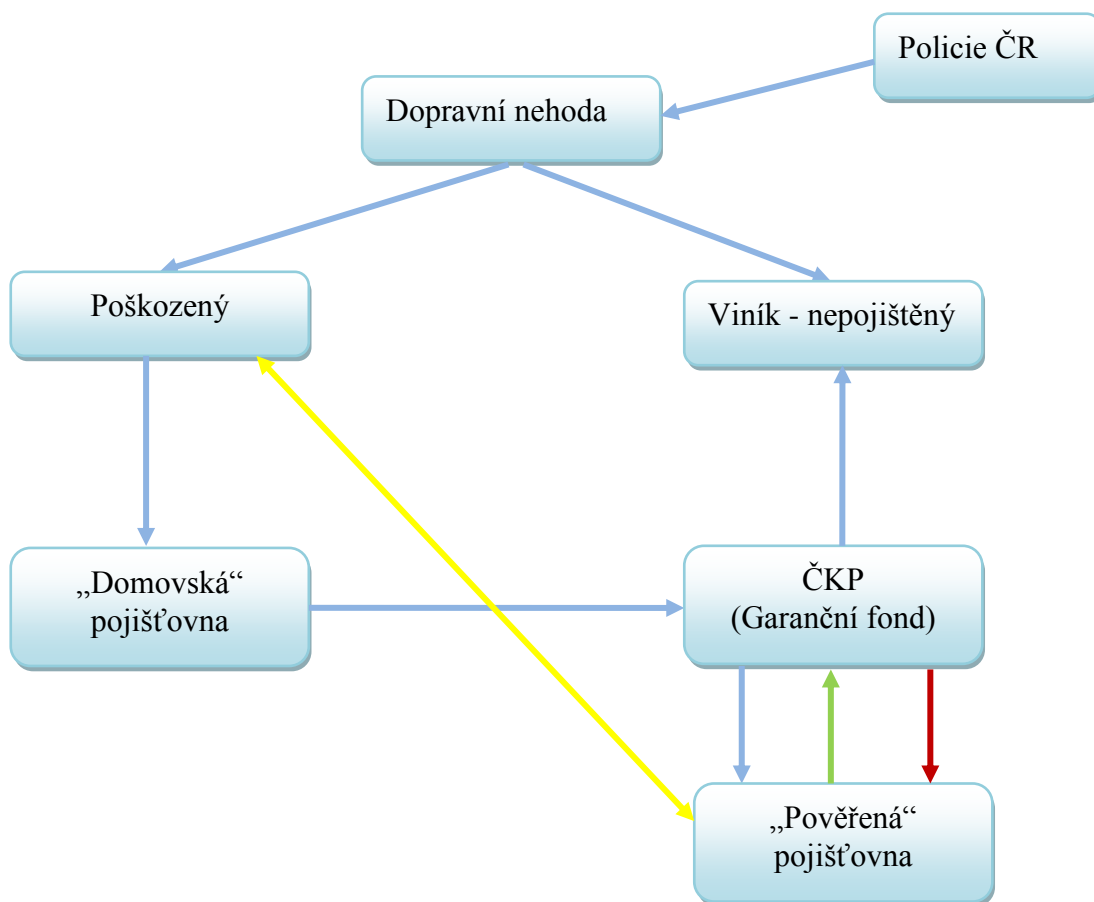 Policie ČR
Dopravní nehoda
Poškozený
Viník - nepojištěný
„Domovská“
pojišťovna
ČKP
(Garanční fond)
„Pověřená“
pojišťovna